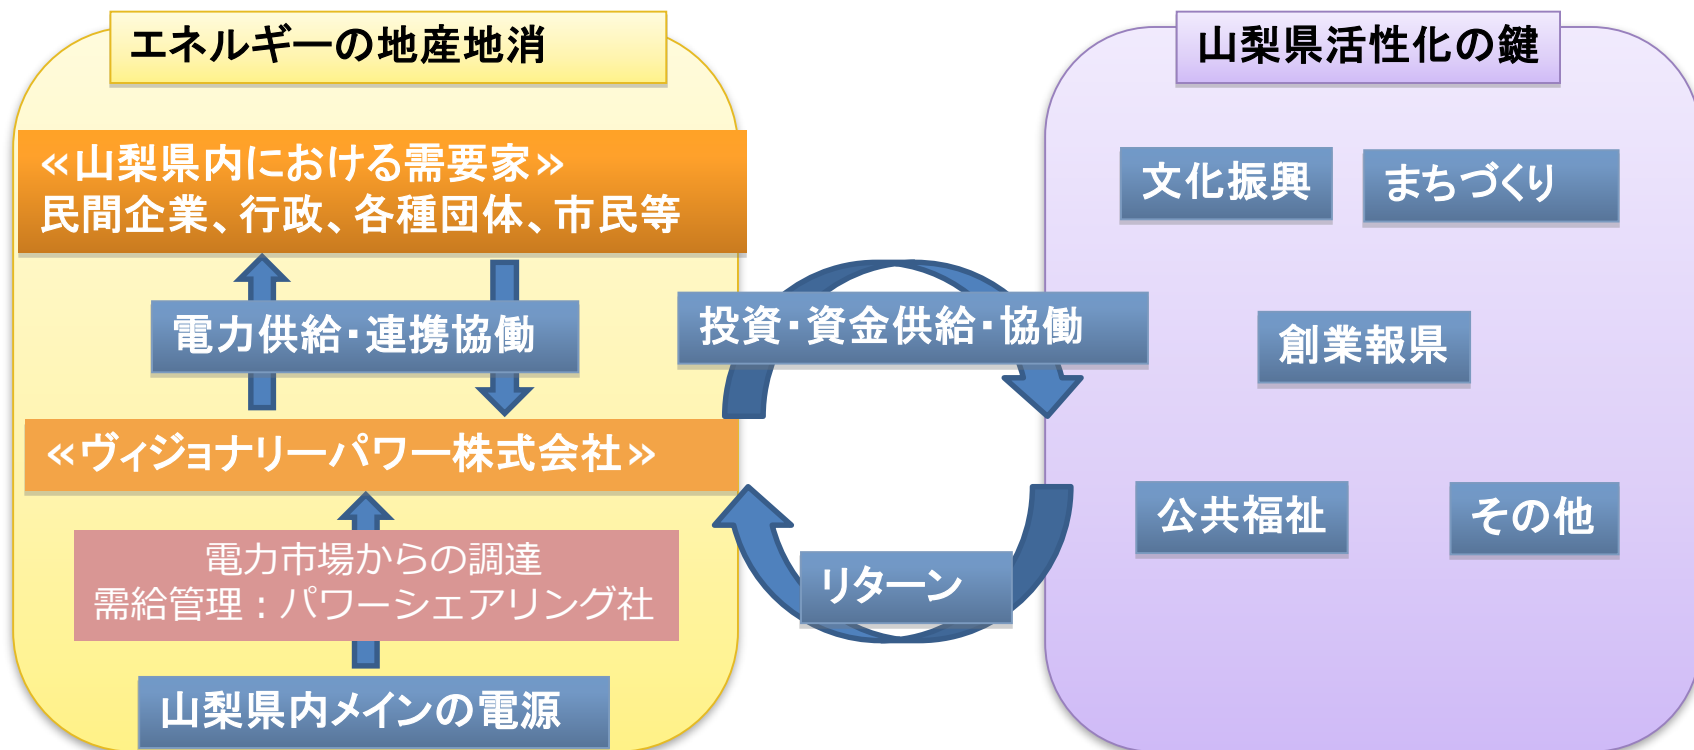 エネルギーの地産地消
≪山梨県内における需要家≫
民間企業、行政、各種団体、市民等
電力供給・連携協働
≪ヴィジョナリーパワー株式会社≫
電力市場からの調達
需給管理：パワーシェアリング社
山梨県内メインの電源
投資・資金供給・協働
リターン
山梨県活性化の鍵
文化振興
まちづくり
創業報県
公共福祉
その他